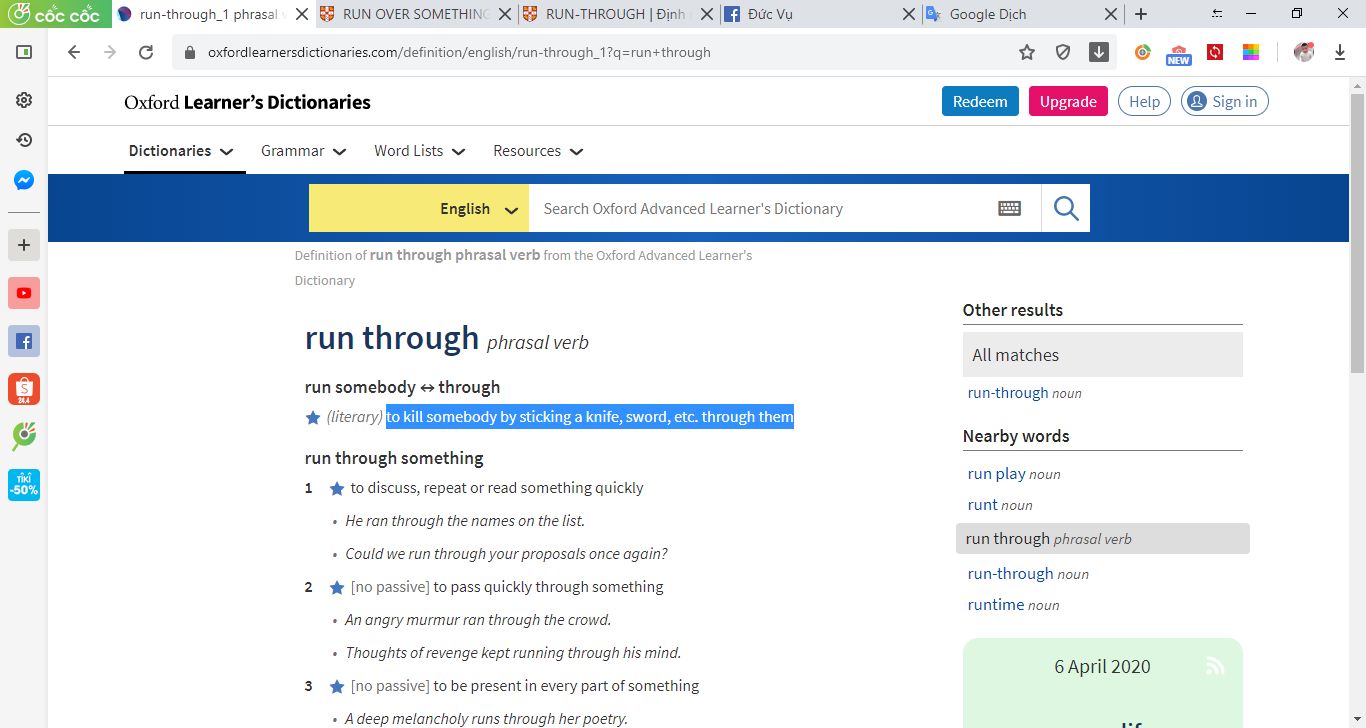 cốc cốc
run-through_1 phrasal v
RUN OVER SOMETHING
RUN-THROUGH | Định
Đức Vụ
Google Dịch
oxfordlearnersdictionaries.com/definition/english/run-through_1?q=run+through
NEW
Oxford Learner's Dictionaries
Redeem
Upgrade
Help
Sign in
Dictionaries
Grammar
Word Lists
Resources
English
Search Oxford Advanced Learner's Dictionary
Definition of run through phrasal verb from the Oxford Advanced Learner's
Dictionary
run through phrasal verb
run somebody ↔ through
(literary) to kill somebody by sticking a knife, sword, etc. through them
run through something
1 to discuss, repeat or read something quickly
• He ran through the names on the list.
• Could we run through your proposals once again?
2 [no passive] to pass quickly through something
• An angry murmur ran through the crowd.
• Thoughts of revenge kept running through his mind.
3 [no passive] to be present in every part of something
• A deep melancholy runs through her poetry.
Other results
All matches
run-through noun
Nearby words
run play noun
runt noun
run through phrasal verb
run-through noun
runtime noun
6 April 2020
24.4
TIKI
-50%